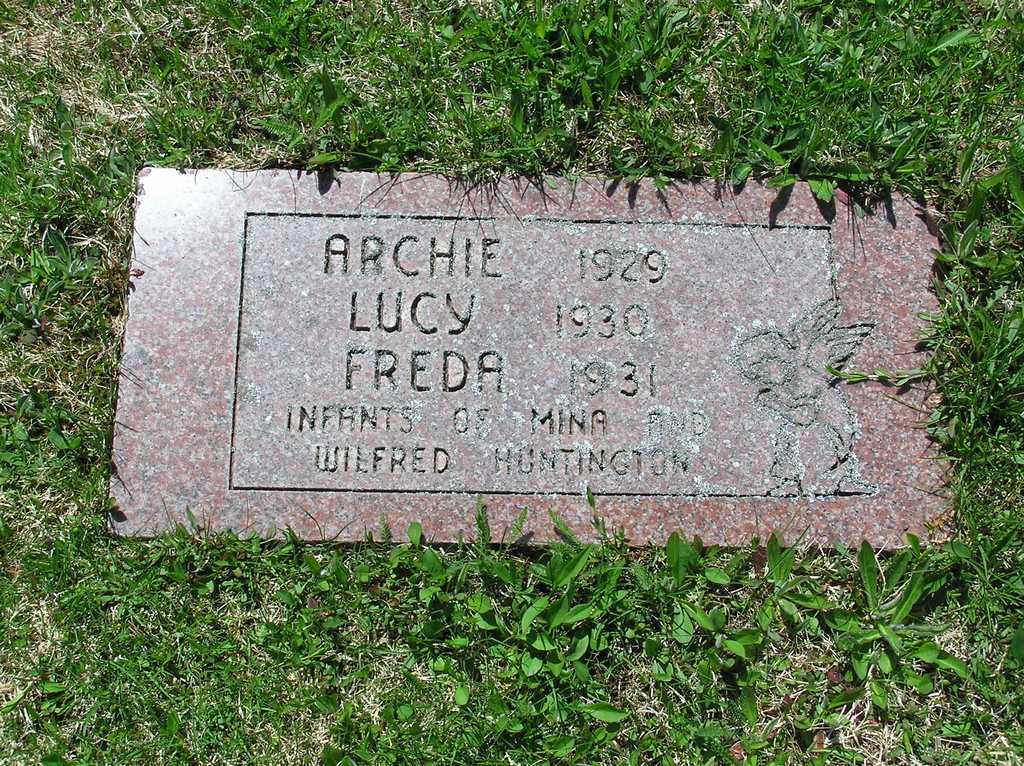 ARCHIE 1929
LUCY 1930
FREDA 1931
INFANTS OF MINA AND
WILFRED HUNTINGTON